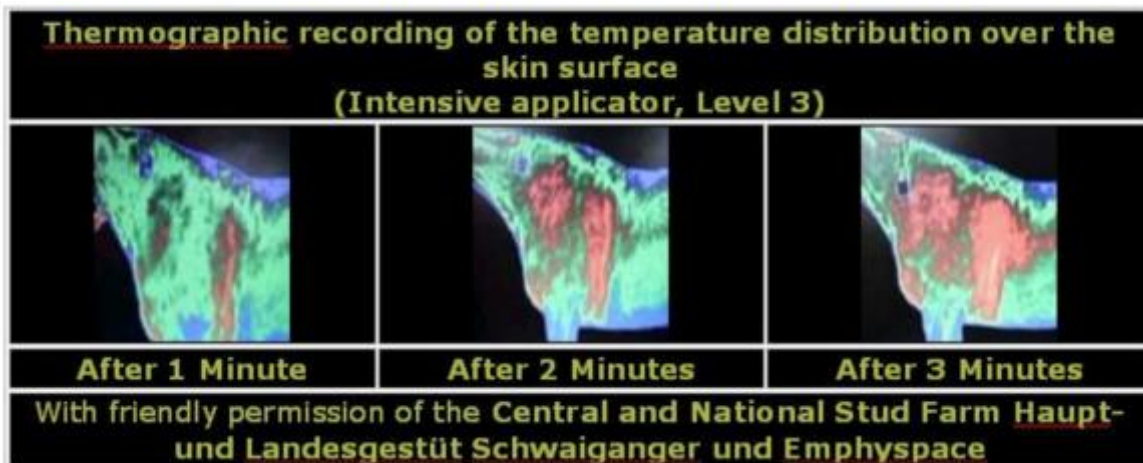 Thermographic recording of the temperature distribution over the
skin surface
(Intensive applicator, Level 3)
After 1 Minute
After 2 Minutes
After 3 Minutes
With friendly permission of the Central and National Stud Farm Haupt-
und Landesgestüt Schwaiganger und Emphyspace